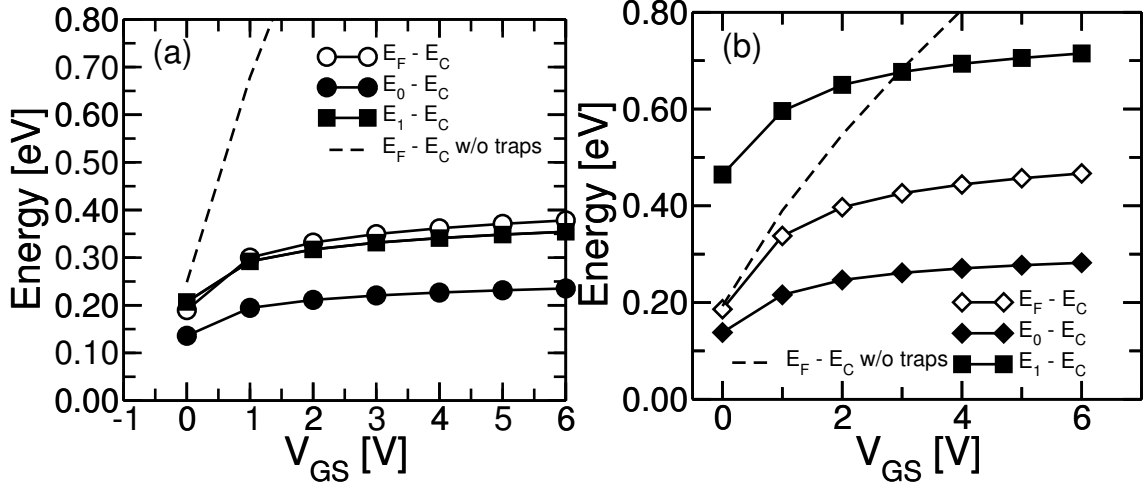 (a)
E_F - E_C
E_0 - E_C
E_1 - E_C
E_F - E_C w/o traps
Energy [eV]
0.80
0.70
0.60
0.50
0.40
0.30
0.20
0.10
0.00
-1 0 1 2 3 4 5 6
V_GS [V]
(b)
Energy [eV]
0.80
0.60
0.40
0.20
0.00
E_F - E_C
E_0 - E_C
E_F - E_C w/o traps
E_1 - E_C
0 2 4 6
V_GS [V]